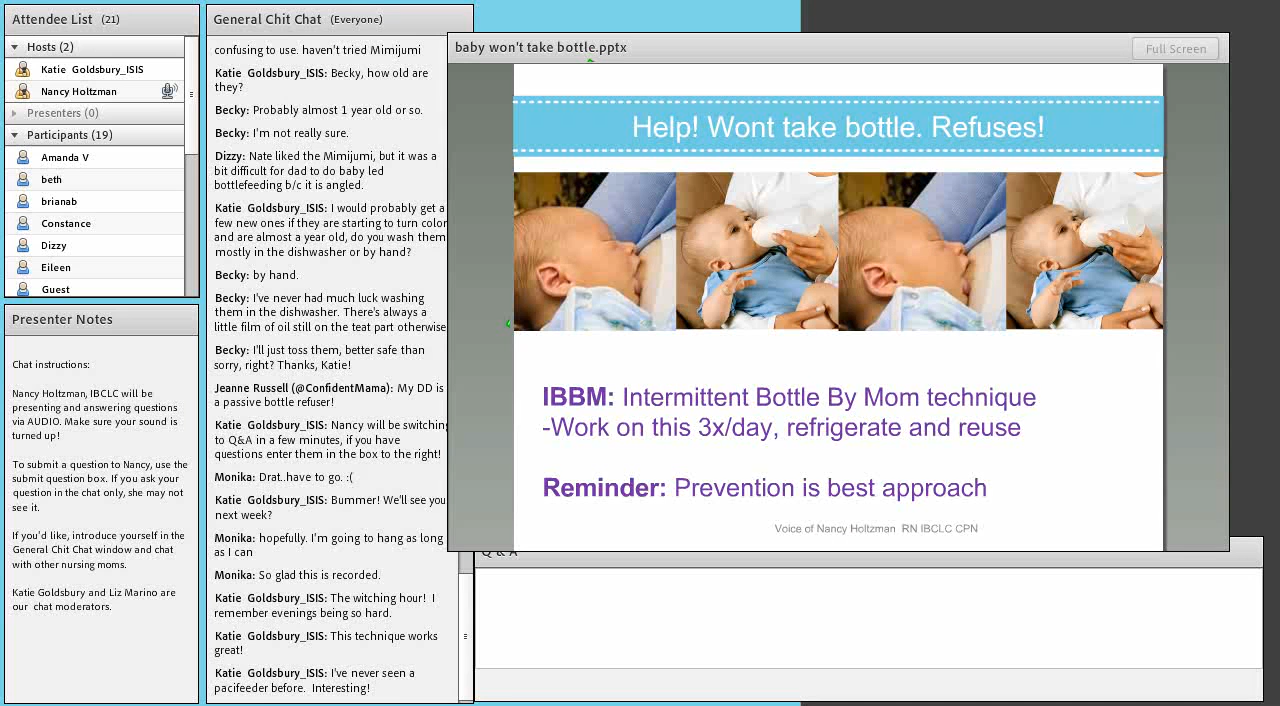 Attendee List (21)
Hosts (2)
Katie Goldsbury_ISIS
Nancy Holtzman
Presenters (0)
Participants (19)
Amanda V
beth
brianab
Constance
Dizzy
Eileen
Guest
Presenter Notes
Chat instructions:
Nancy Holtzman, IBCLC will be
presenting and answering questions
via AUDIO. Make sure your sound is
turned up!
To submit a question to Nancy, use the
submit question box. If you ask your
question in the chat only, she may not
see it.
If you'd like, introduce yourself in the
General Chit Chat window and chat
with other nursing moms.
Katie Goldsbury and Liz Marino are
our chat moderators.
General Chit Chat (Everyone)
confusing to use. haven't tried Mimijumi
Katie Goldsbury_ISIS: Becky, how old are
they?
Becky: Probably almost 1 year old or so.
Becky: I'm not really sure.
Dizzy: Nate liked the Mimijumi, but it was a
bit difficult for dad to do baby led
bottlefeeding b/c it is angled.
Katie Goldsbury_ISIS: I would probably get a
few new ones if they are starting to turn color
and are almost a year old, do you wash them
mostly in the dishwasher or by hand?
Becky: by hand.
Becky: I've never had much luck washing
them in the dishwasher. There's always a
little film of oil still on the teat part otherwise
Becky: I'll just toss them, better safe than
sorry, right? Thanks, Katie!
Jeanne Russell (@ConfidentMama): My DD is
a passive bottle refuser!
Katie Goldsbury_ISIS: Nancy will be switching
to Q&A in a few minutes, if you have
questions enter them in the box to the right!
Monika: Drat..have to go. :(
Katie Goldsbury_ISIS: Bummer! We'll see you
next week?
Monika: hopefully. I'm going to hang as long
as I can
Monika: So glad this is recorded.
Katie Goldsbury_ISIS: The witching hour! I
remember evenings being so hard.
Katie Goldsbury_ISIS: This technique works
great!
Katie Goldsbury_ISIS: I've never seen a
pacifeeder before. Interesting!
baby won't take bottle.pptx
Full Screen
Help! Wont take bottle. Refuses!
IBBM: Intermittent Bottle By Mom technique
-Work on this 3x/day, refrigerate and reuse
Reminder: Prevention is best approach
Voice of Nancy Holtzman RN IBCLC CPN
Q & A